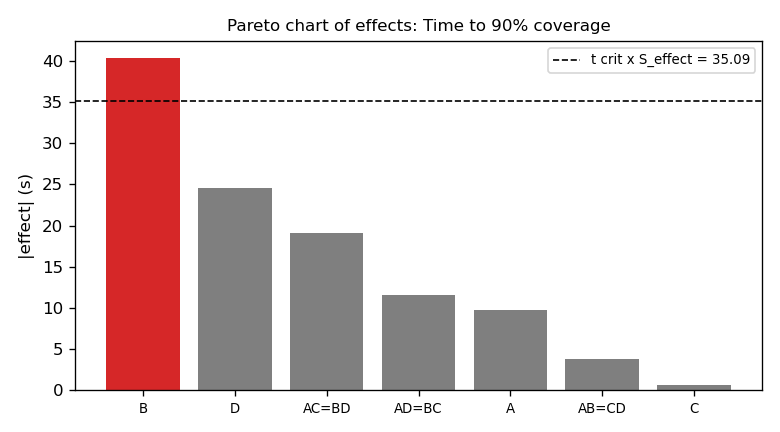 Pareto chart of effects: Time to 90% coverage
t crit x S_effect = 35.09
|effect| (s)
40
35
30
25
20
15
10
5
0
B
D
AC=BD
AD=BC
A
AB=CD
C